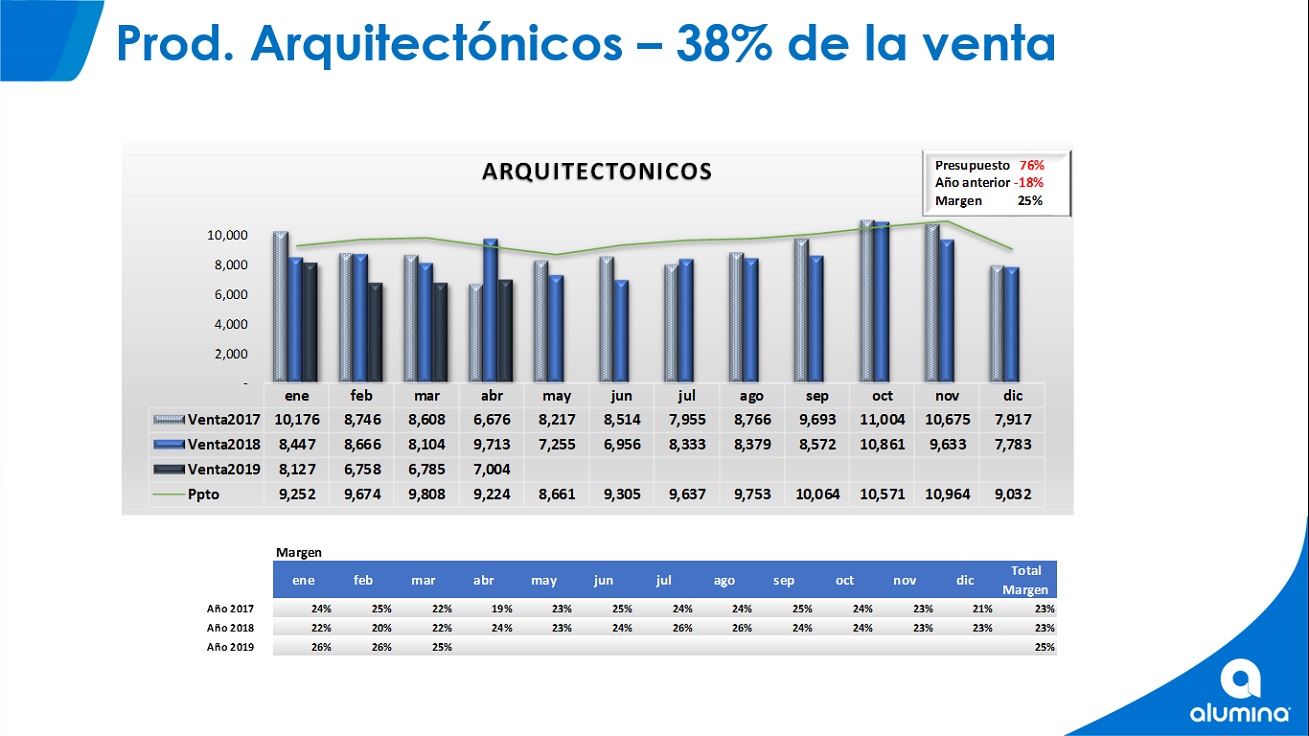 Prod. Arquitectónicos – 38% de la venta
ARQUITECTONICOS
Presupuesto 76%
Año anterior -18%
Margen 25%
10,000
8,000
6,000
4,000
2,000
-
ene feb mar abr may jun jul ago sep oct nov dic
Venta2017 10,176 8,746 8,608 6,676 8,217 8,514 7,955 8,766 9,693 11,004 10,675 7,917
Venta2018 8,447 8,666 8,104 9,713 7,255 6,956 8,333 8,379 8,572 10,861 9,633 7,783
Venta2019 8,127 6,758 6,785 7,004
Ppto 9,252 9,674 9,808 9,224 8,661 9,305 9,637 9,753 10,064 10,571 10,964 9,032
Margen
ene feb mar abr may jun jul ago sep oct nov dic Total Margen
Año 2017 24% 25% 22% 19% 23% 25% 24% 24% 25% 24% 23% 21% 23%
Año 2018 22% 20% 22% 24% 23% 24% 26% 26% 24% 24% 23% 23% 23%
Año 2019 26% 26% 25% 25%
alumina